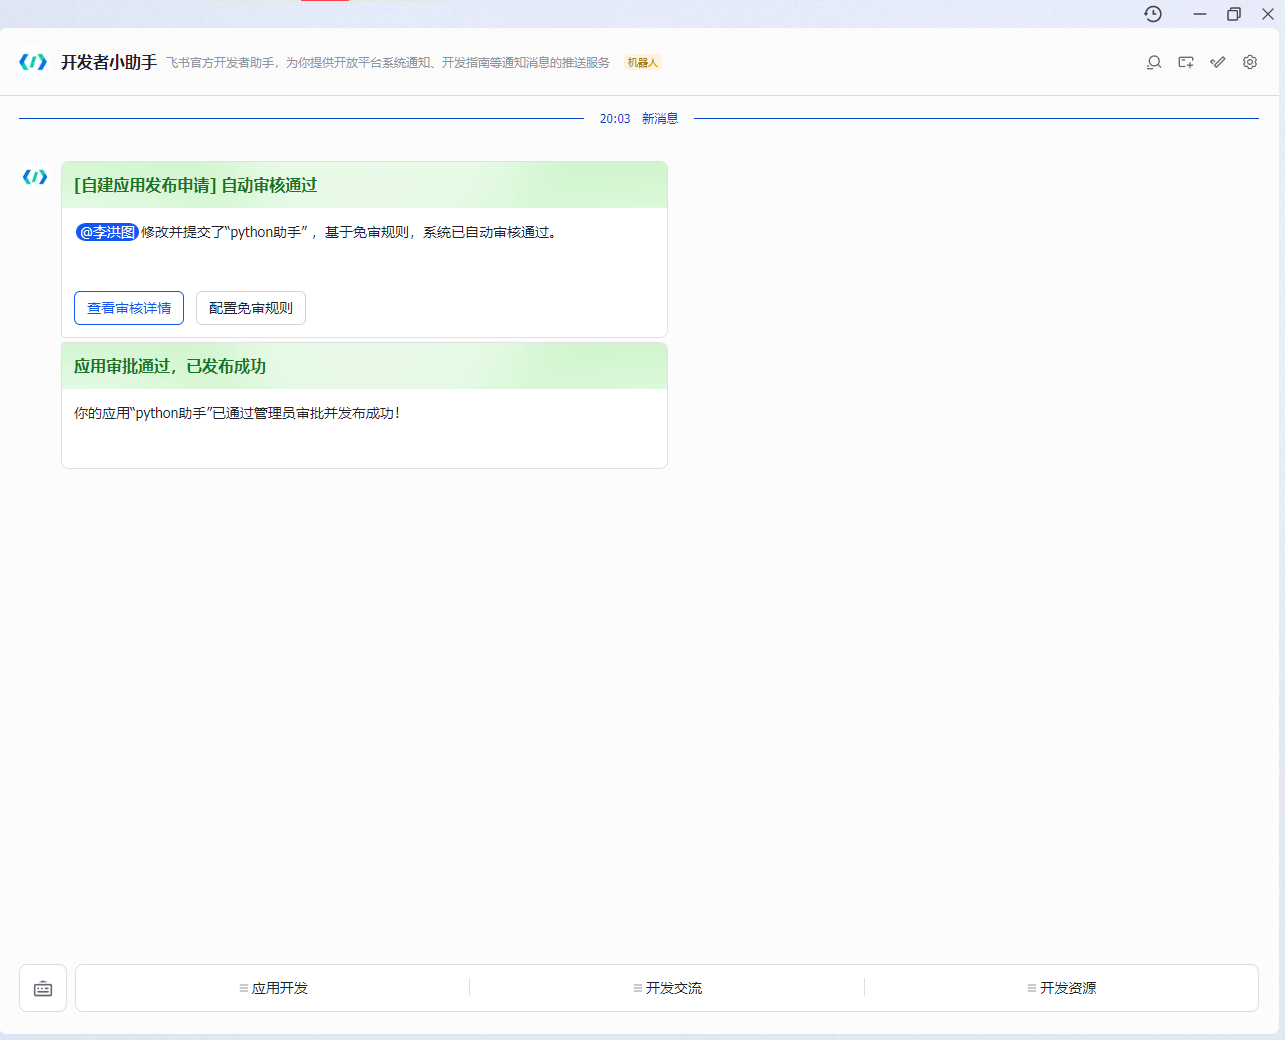 开发者小助手 飞书官方开发者助手，为你提供开放平台系统通知、开发指南等通知消息的推送服务 机器人
20:03 新消息
[自建应用发布申请] 自动审核通过
@李洪图 修改并提交了“python助手” ，基于免审规则，系统已自动审核通过。
查看审核详情 配置免审规则
应用审批通过，已发布成功
你的应用“python助手”已通过管理员审批并发布成功！
应用开发 开发交流 开发资源